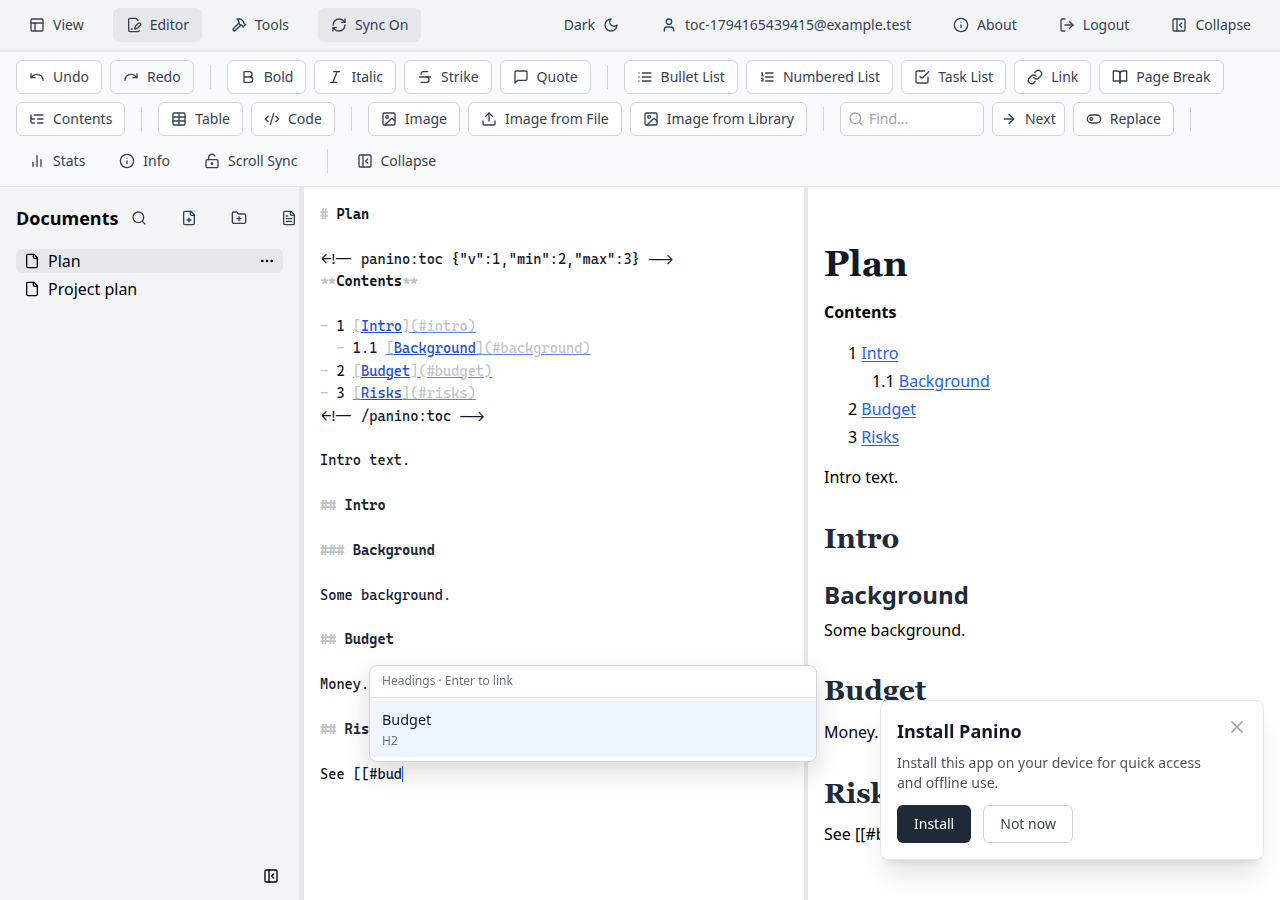 View Editor Tools Sync On Dark toc-1794165439415@example.test About Logout Collapse
Undo Redo Bold Italic Strike Quote Bullet List Numbered List Task List Link Page Break
Contents Table Code Image Image from File Image from Library Find... Next Replace
Stats Info Scroll Sync Collapse
Documents
Plan
Project plan
# Plan
<!-- panino:toc {"v":1,"min":2,"max":3} -->
**Contents**
- 1 [Intro](#intro)
- 1.1 [Background](#background)
- 2 [Budget](#budget)
- 3 [Risks](#risks)
<!-- /panino:toc -->
Intro text.
## Intro
### Background
Some background.
## Budget
Money.
## Ris
See [[#bud
Headings · Enter to link
Budget
H2
Plan
Contents
1 Intro
1.1 Background
2 Budget
3 Risks
Intro text.
Intro
Background
Some background.
Budget
Money.
Risk
See [[#b
Install Panino
Install this app on your device for quick access
and offline use.
Install Not now